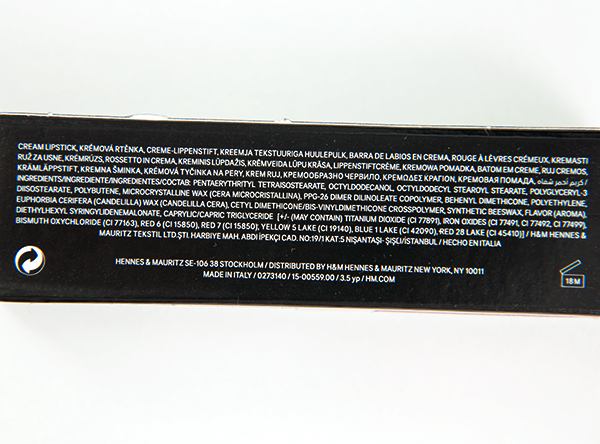 CREAM LIPSTICK, KRÉMOVÁ RTĚNKA, CREME-LIPPENSTIFT, KREEMJA TEKSTUURIGA HUULEPULK, BARRA DE LABIOS EN CREMA, ROUGE À LÈVRES CRÉMEUX, KREMASTI
RUŽ ZA USNE, KRÉMRÚZS, ROSSETTO IN CREMA, KREMINIS LŪPDAŽIS, KRĒMVEIDA LŪPU KRĀSA, LIPPENSTIFTCRÈME, KREMOWA POMADKA, BATOM EM CREME, RUJ CREMOS,
KRÄMLÄPPSTIFT, KREMNA ŠMINKA, KRÉMOVÁ TYČINKA NA PERY, KREM RUJ, КРЕМООБРАЗНО ЧЕРВИЛО, КРЕМОВАЯ ПОМАДА, أكريم أحمر شفاه/
INGREDIENTS/INGREDIENTE/INGREDIENTES/СОСТАВ: PENTAERYTHRITYL TETRAISOSTEARATE, OCTYLDODECANOL, OCTYLDODECYL STEAROYL STEARATE, POLYGLYCERYL-3
DIISOSTEARATE, POLYBUTENE, MICROCRYSTALLINE WAX (CERA MICROCRISTALLINA), PPG-26 DIMER DILINOLEATE COPOLYMER, BEHENYL DIMETHICONE, POLYETHYLENE,
EUPHORBIA CERIFERA (CANDELILLA) WAX (CANDELILLA CERA), CETYL DIMETHICONE/BIS-VINYLDIMETHICONE CROSSPOLYMER, SYNTHETIC BEESWAX, FLAVOR (AROMA),
DIETHYLHEXYL SYRINGYLIDENEMALONATE, CAPRYLIC/CAPRIC TRIGLYCERIDE [+/- (MAY CONTAIN) TITANIUM DIOXIDE (CI 77891), IRON OXIDES (CI 77491, CI 77492, CI 77499),
BISMUTH OXYCHLORIDE (CI 77163), RED 6 (CI 15850), RED 7 (CI 15850); YELLOW 5 LAKE (CI 19140), BLUE 1 LAKE (CI 42090), RED 28 LAKE (CI 45410)] / H&M HENNES &
MAURITZ TEKSTIL LTD.ŞTI. HARBIYE MAH. ABDI İPEKÇI CAD. NO:19/1 KAT:5 NIŞANTAŞI- ŞIŞLI/ISTANBUL / HECHO EN ITALIA
HENNES & MAURITZ SE-106 38 STOCKHOLM / DISTRIBUTED BY H&M HENNES & MAURITZ NEW YORK, NY 10011
MADE IN ITALY / 0273140 / 15-00559.00 / 3.5 yp / HM.COM
18 M